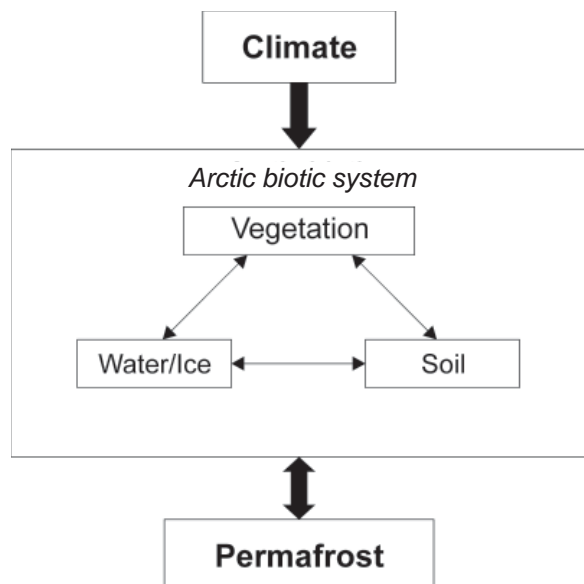 Climate
Arctic biotic system
Vegetation
Water/Ice
Soil
Permafrost